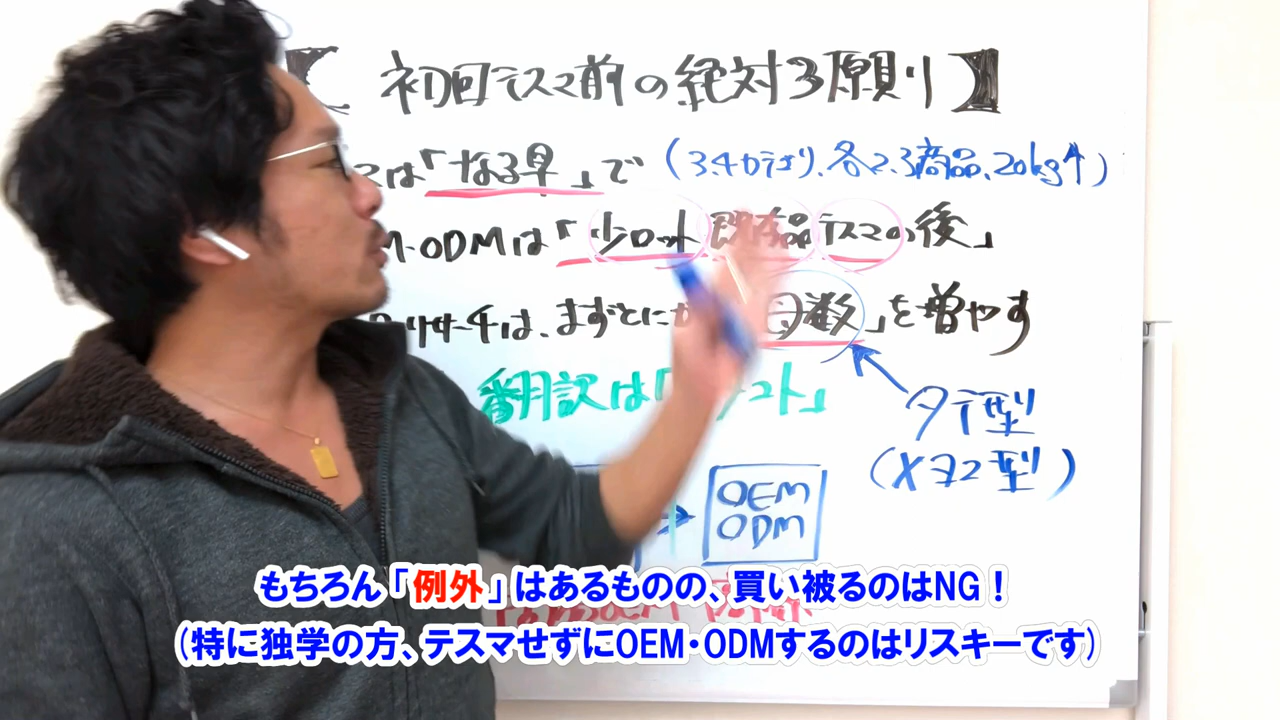 【初回テスマ前の絶対3原則】
は「なる早」で(3.4カテゴリ、各2.3商品、20kg↑)
M・ODMは「少ロット既存品テスマの後」
リサーチは、まずとにか 母数」を増やす
翻訳は「 スト」
タテ型
(メスマ型)
OEM
ODM
もちろん「例外」はあるものの、買い被るのはNG!
(特に独学の方、テスマせずにOEM・ODMするのはリスキーです)